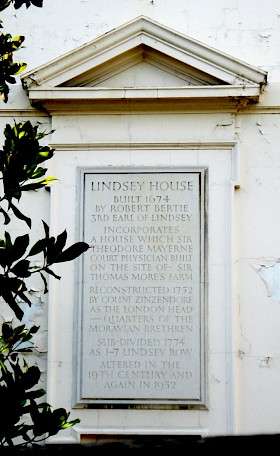 LINDSEY HOUSE
BUILT 1674
BY ROBERT BERTIE
3RD EARL OF LINDSEY
INCORPORATES
A HOUSE WHICH SIR
THEODORE MAYERNE
COURT PHYSICIAN BUILT
ON THE SITE OF SIR
THOMAS MORE'S FARM
RECONSTRUCTED 1752
BY COUNT ZINZENDORF
AS THE LONDON HEAD
—QUARTERS OF THE
MORAVIAN BRETHREN
SUB-DIVIDED 1774
AS 1-7 LINDSEY ROW
ALTERED IN THE
19TH CENTURY AND
AGAIN IN 1952